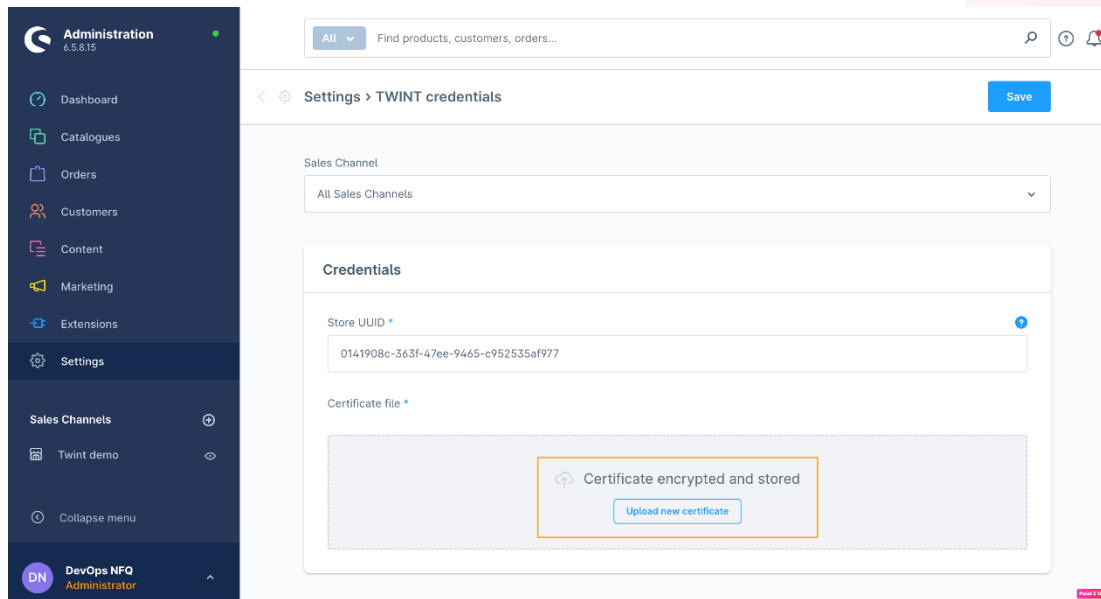 Administration
6.5.8.15
Dashboard
Catalogues
Orders
Customers
Content
Marketing
Extensions
Settings
Sales Channels
Twint demo
Collapse menu
DN
DevOps NFQ
Administrator
All
Find products, customers, orders...
Settings > TWINT credentials
Save
Sales Channel
All Sales Channels
Credentials
Store UUID *
0141908c-363f-47ee-9465-c952535af977
Certificate file *
Certificate encrypted and stored
Upload new certificate